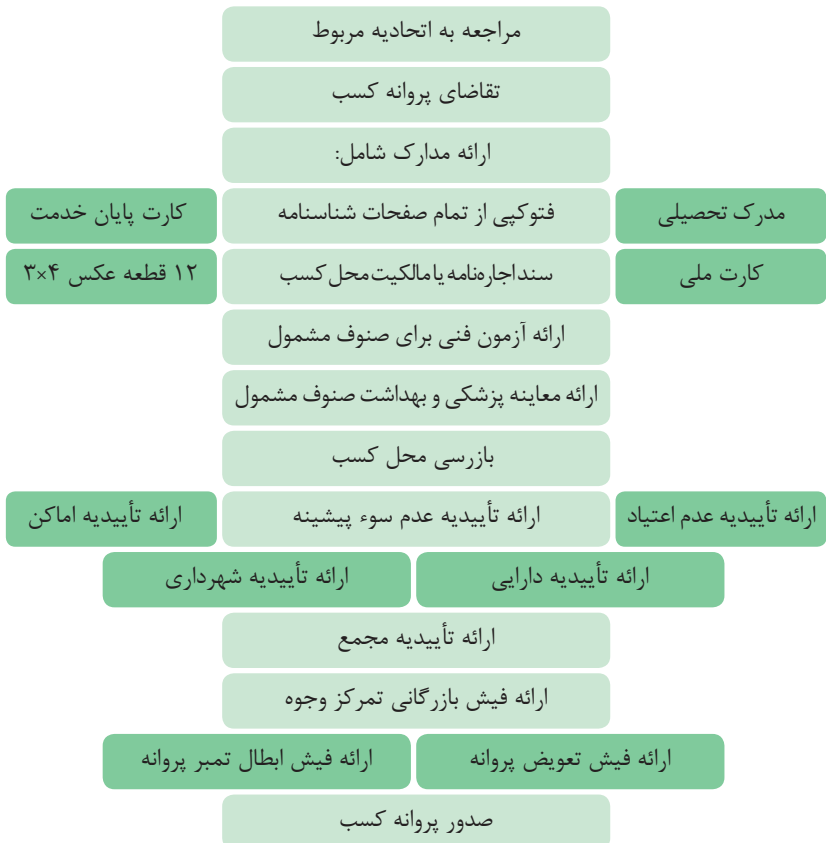 مراجعه به اتحادیه مربوط
تقاضای پروانه کسب
ارائه مدارک شامل:
مدرک تحصیلی
فتوکپی از تمام صفحات شناسنامه
کارت پایان خدمت
کارت ملی
سند اجاره‌نامه یا مالکیت محل کسب
۱۲ قطعه عکس ۴×۳
ارائه آزمون فنی برای صنوف مشمول
ارائه معاینه پزشکی و بهداشت صنوف مشمول
بازرسی محل کسب
ارائه تأییدیه عدم اعتیاد
ارائه تأییدیه عدم سوء پیشینه
ارائه تأییدیه اماکن
ارائه تأییدیه دارایی
ارائه تأییدیه شهرداری
ارائه تأییدیه مجمع
ارائه فیش بازرگانی تمرکز وجوه
ارائه فیش تعویض پروانه
ارائه فیش ابطال تمبر پروانه
صدور پروانه کسب